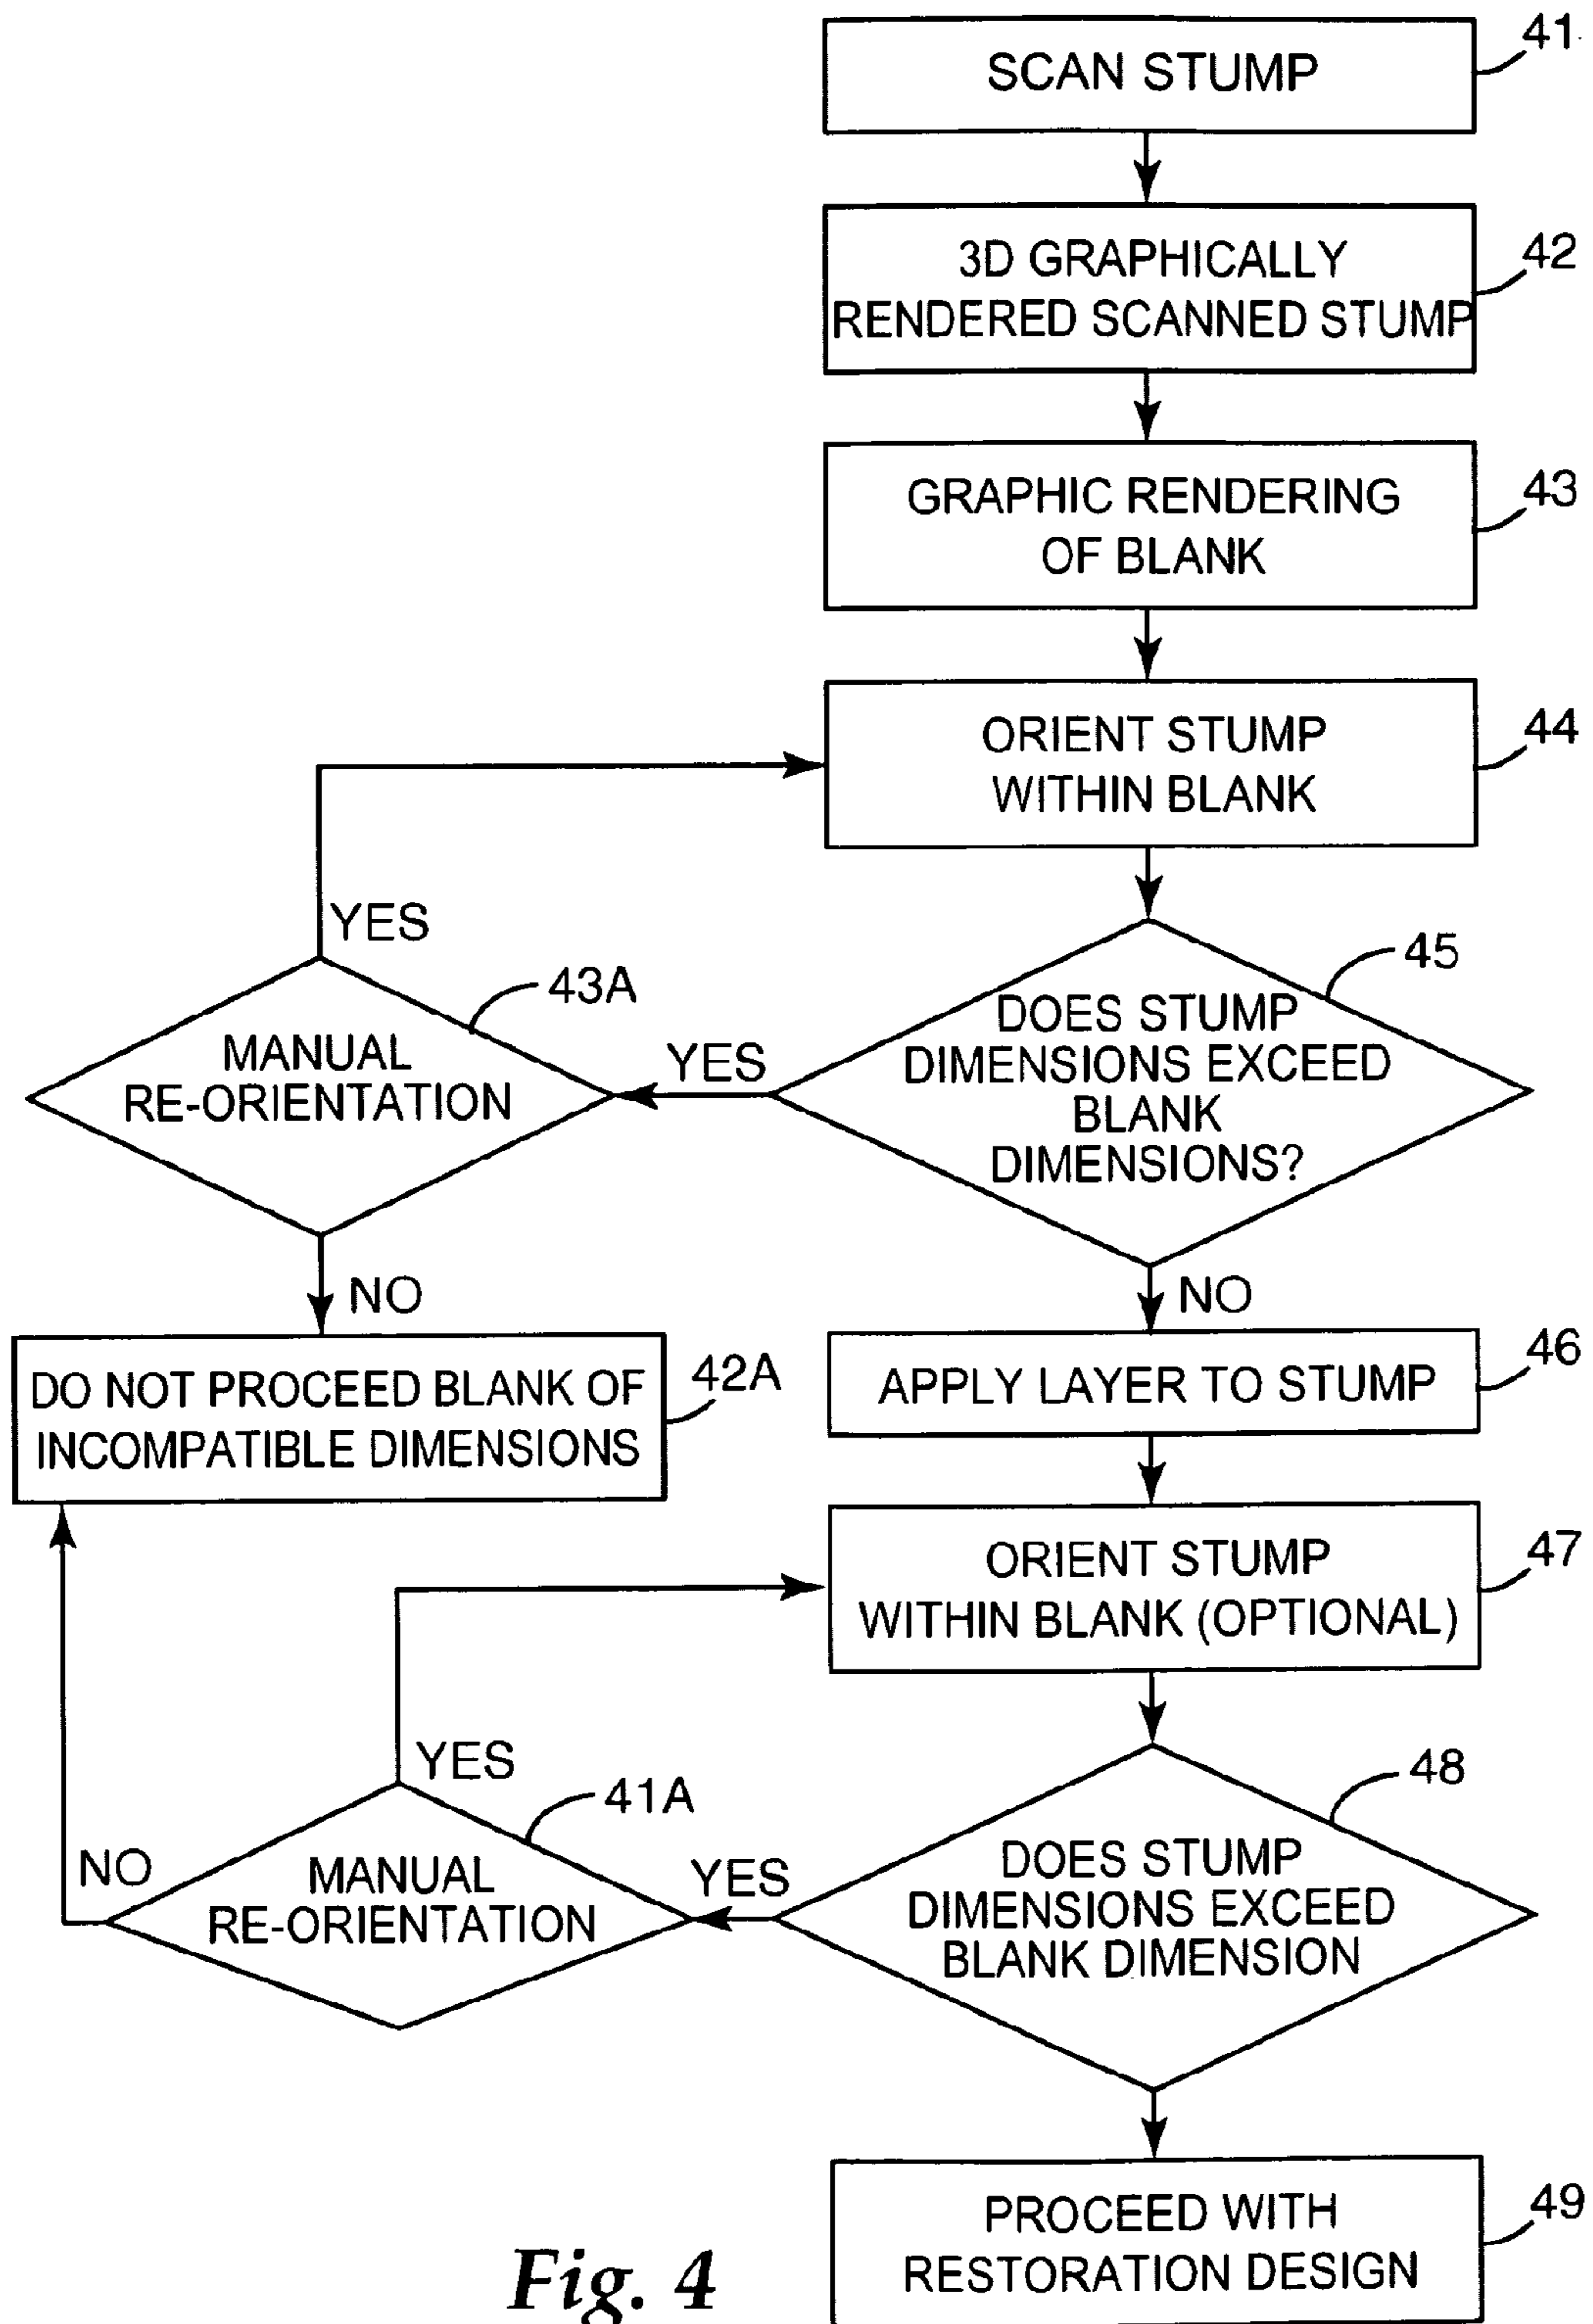 SCAN STUMP
41
3D GRAPHICALLY
RENDERED SCANNED STUMP
42
GRAPHIC RENDERING
OF BLANK
43
ORIENT STUMP
WITHIN BLANK
44
YES
43A
MANUAL
RE-ORIENTATION
YES
45
DOES STUMP
DIMENSIONS EXCEED
BLANK
DIMENSIONS?
NO
NO
DO NOT PROCEED BLANK OF
INCOMPATIBLE DIMENSIONS
42A
APPLY LAYER TO STUMP
46
ORIENT STUMP
WITHIN BLANK (OPTIONAL)
47
YES
41A
NO
MANUAL
RE-ORIENTATION
YES
48
DOES STUMP
DIMENSIONS EXCEED
BLANK DIMENSION
PROCEED WITH
RESTORATION DESIGN
49
Fig. 4